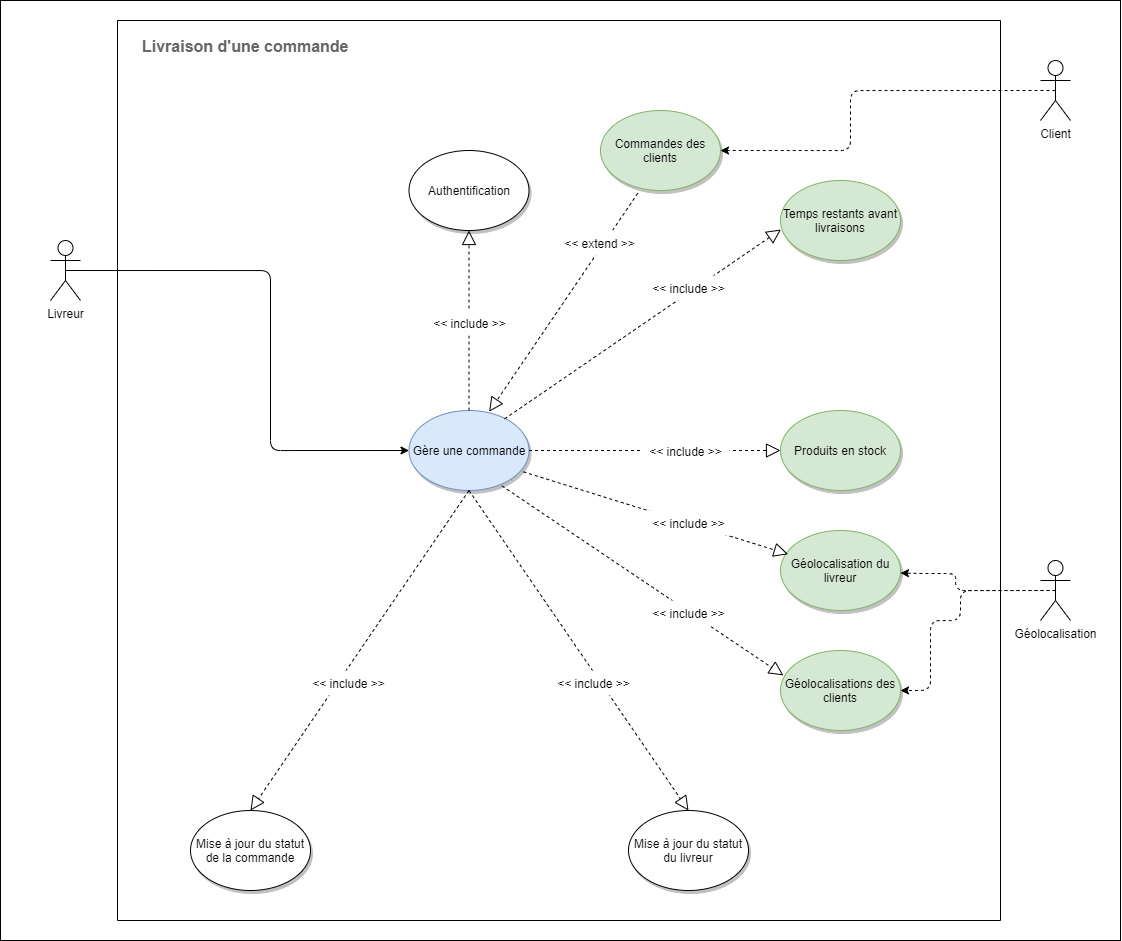 Livraison d'une commande
Client
Commandes des
clients
Authentification
Temps restants avant
livraisons
<< extend >>
<< include >>
Livreur
<< include >>
Gère une commande
<< include >>
Produits en stock
<< include >>
Géolocalisation du
livreur
<< include >>
Géolocalisation
Géolocalisations des
clients
<< include >>
<< include >>
Mise à jour du statut
de la commande
Mise à jour du statut
du livreur